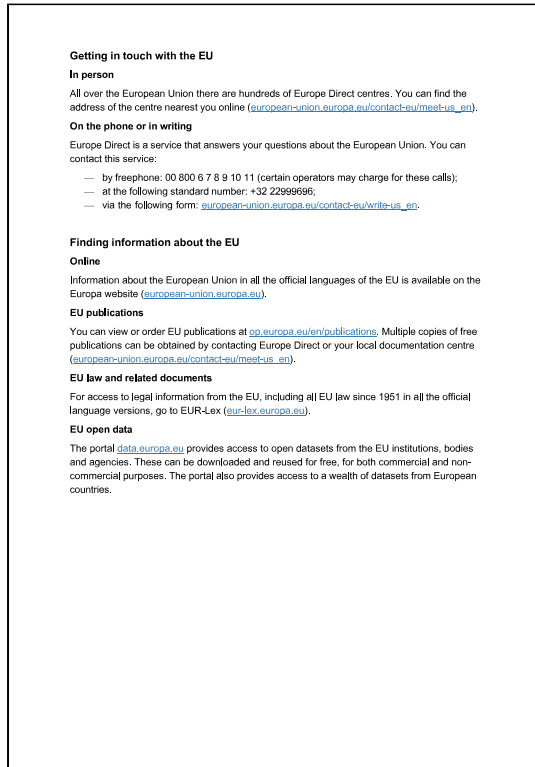 Getting in touch with the EU
In person
All over the European Union there are hundreds of Europe Direct centres. You can find the
address of the centre nearest you online (european-union.europa.eu/contact-eu/meet-us_en).
On the phone or in writing
Europe Direct is a service that answers your questions about the European Union. You can
contact this service:
— by freephone: 00 800 6 7 8 9 10 11 (certain operators may charge for these calls);
— at the following standard number: +32 22999696;
— via the following form: european-union.europa.eu/contact-eu/write-us_en.
Finding information about the EU
Online
Information about the European Union in all the official languages of the EU is available on the
Europa website (european-union.europa.eu).
EU publications
You can view or order EU publications at op.europa.eu/en/publications. Multiple copies of free
publications can be obtained by contacting Europe Direct or your local documentation centre
(european-union.europa.eu/contact-eu/meet-us_en).
EU law and related documents
For access to legal information from the EU, including all EU law since 1951 in all the official
language versions, go to EUR-Lex (eur-lex.europa.eu).
EU open data
The portal data.europa.eu provides access to open datasets from the EU institutions, bodies
and agencies. These can be downloaded and reused for free, for both commercial and non-
commercial purposes. The portal also provides access to a wealth of datasets from European
countries.